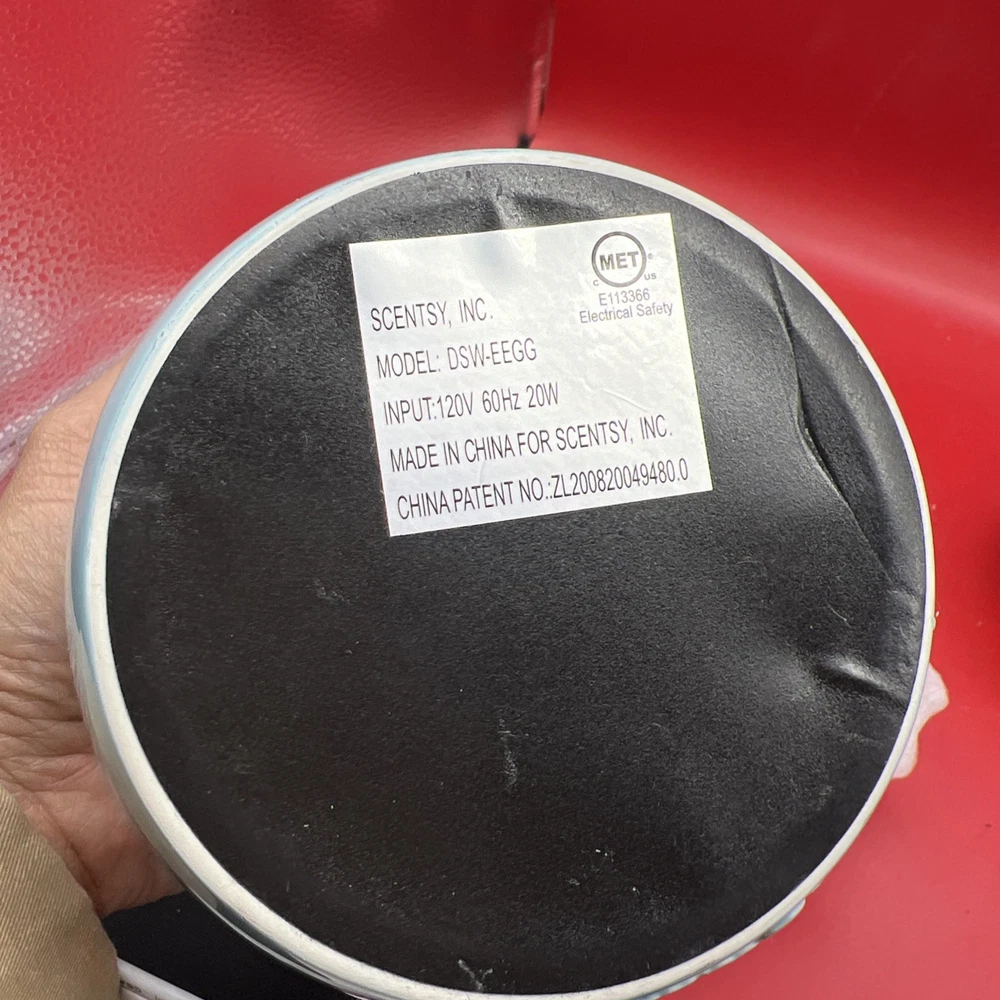 MET®
C US
E113366
Electrical Safety
SCENTSY, INC.
MODEL: DSW-EEGG
INPUT:120V 60Hz 20W
MADE IN CHINA FOR SCENTSY, INC.
CHINA PATENT NO.:ZL200820049480.0